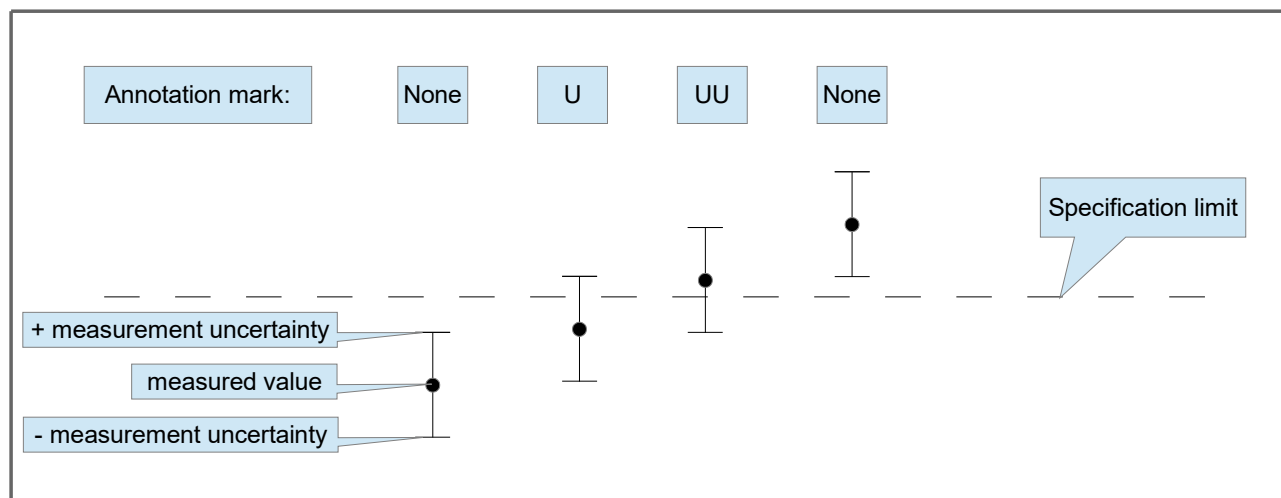 Annotation mark:
None
U
UU
None
Specification limit
+ measurement uncertainty
measured value
- measurement uncertainty